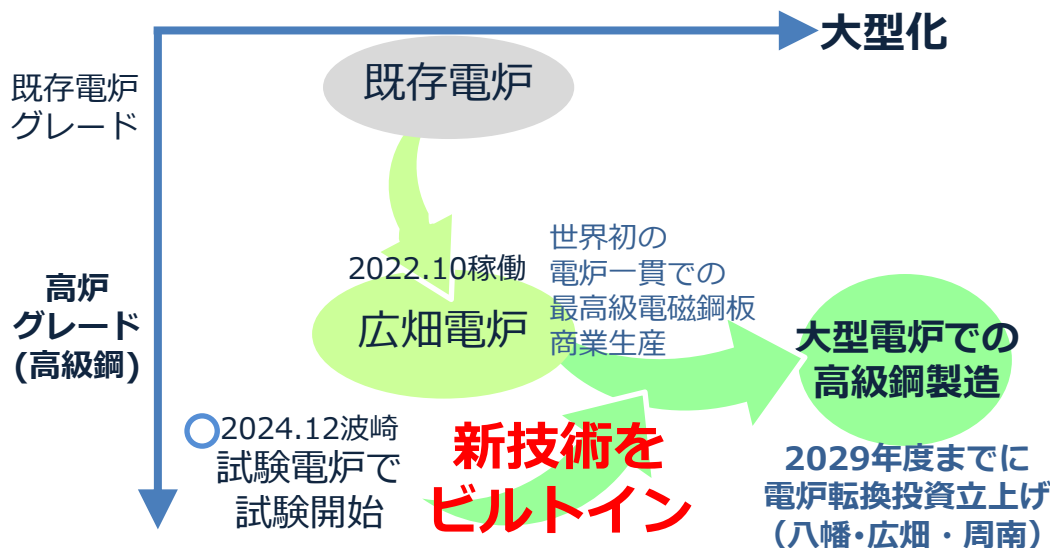 大型化
既存電炉
グレード
既存電炉
高炉
グレード
(高級鋼)
2022.10稼働
広畑電炉
世界初の
電炉一貫での
最高級電磁鋼板
商業生産
大型電炉での
高級鋼製造
2024.12波崎
試験電炉で
試験開始
新技術を
ビルトイン
2029年度までに
電炉転換投資立上げ
（八幡・広畑・周南）